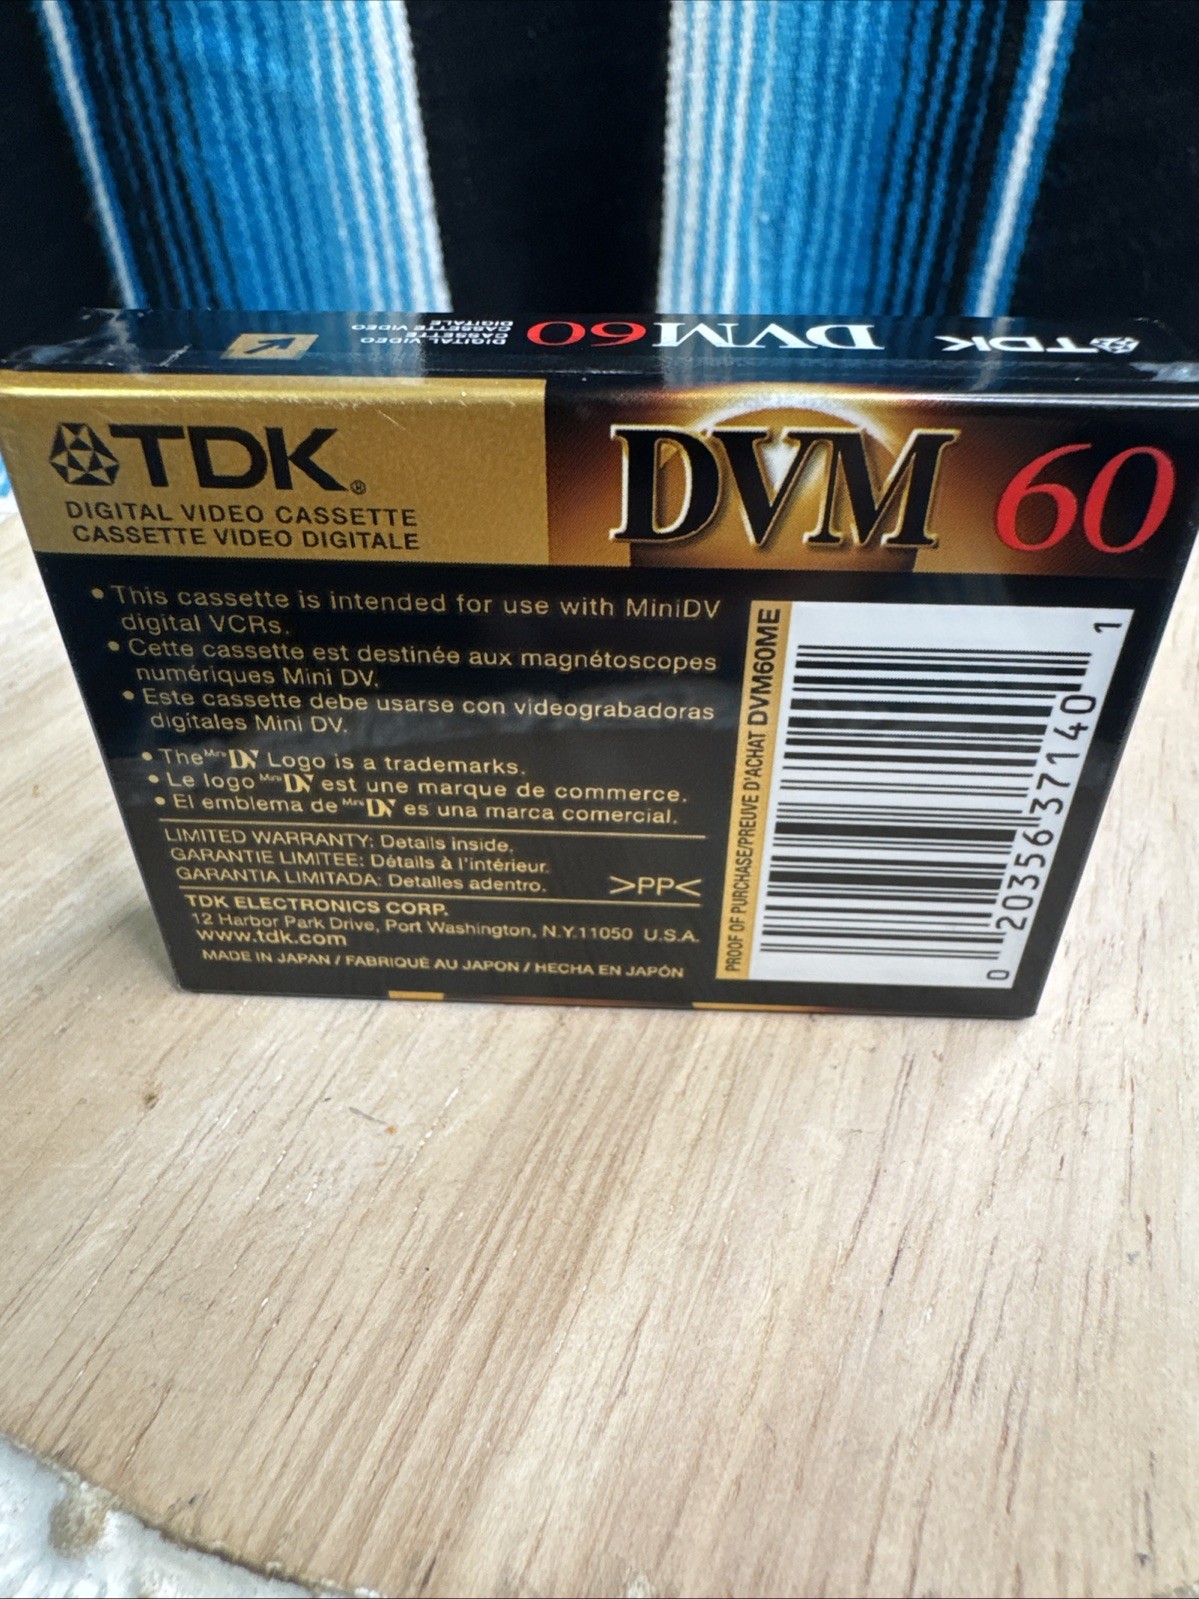 TDK DVM60 DIGITAL VIDEO CASSETTE
CASSETTE VIDEO DIGITALE
TDK®
DIGITAL VIDEO CASSETTE
CASSETTE VIDEO DIGITALE
DVM 60
• This cassette is intended for use with MiniDV
digital VCRs.
• Cette cassette est destinée aux magnétoscopes
numériques Mini DV.
• Este cassette debe usarse con videograbadoras
digitales Mini DV.
• The Mini DV Logo is a trademarks.
• Le logo Mini DV est une marque de commerce.
• El emblema de Mini DV es una marca comercial.
LIMITED WARRANTY: Details inside.
GARANTIE LIMITEE: Détails à l'intérieur.
GARANTIA LIMITADA: Detalles adentro.
>PP<
TDK ELECTRONICS CORP.
12 Harbor Park Drive, Port Washington, N.Y.11050 U.S.A.
www.tdk.com
MADE IN JAPAN / FABRIQUÉ AU JAPON / HECHA EN JAPÓN
PROOF OF PURCHASE/PREUVE D'ACHAT DVM60ME
0 20356 37140 1